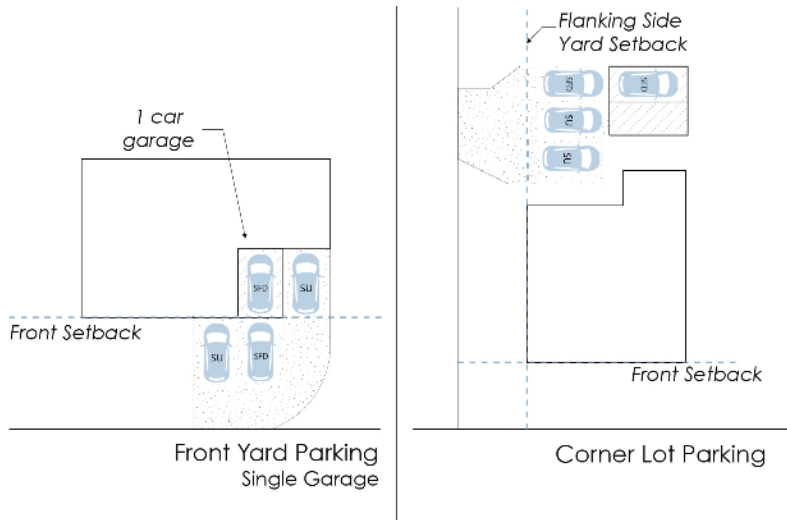 1 car
garage
SFD
SU
Front Setback
SU
SFD
Front Yard Parking
Single Garage
Flanking Side
Yard Setback
SFD
SFD
SU
SU
Front Setback
Corner Lot Parking